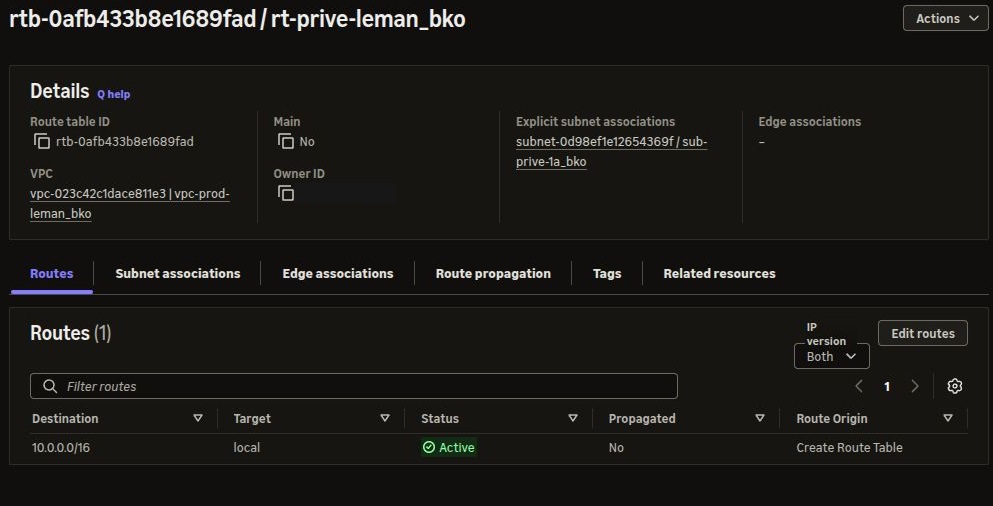 rtb-0afb433b8e1689fad / rt-prive-leman_bko
Actions
Details Q help
Route table ID
rtb-0afb433b8e1689fad
Main
No
Explicit subnet associations
subnet-0d98ef1e12654369f / sub-
prive-1a_bko
Edge associations
–
VPC
vpc-023c42c1dace811e3 | vpc-prod-
leman_bko
Owner ID
Routes
Subnet associations
Edge associations
Route propagation
Tags
Related resources
Routes (1)
IP
version
Both
Edit routes
Filter routes
1
Destination Target Status Propagated Route Origin
10.0.0.0/16 local Active No Create Route Table